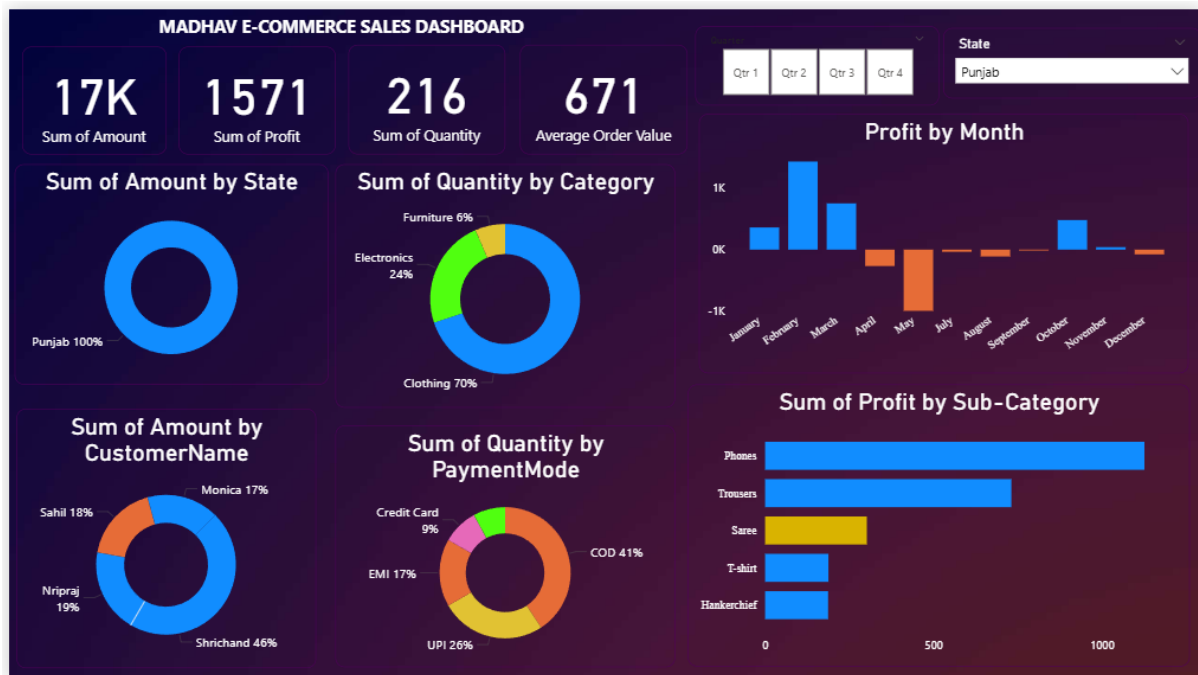 MADHAV E-COMMERCE SALES DASHBOARD
17K
Sum of Amount
1571
Sum of Profit
216
Sum of Quantity
671
Average Order Value
Qtr 1
Qtr 2
Qtr 3
Qtr 4
State
Punjab
Sum of Amount by State
Punjab 100%
Sum of Quantity by Category
Furniture 6%
Electronics
24%
Clothing 70%
Profit by Month
1K
0K
-1K
January
February
March
April
May
July
August
September
October
November
December
Sum of Amount by
CustomerName
Monica 17%
Sahil 18%
Nripraj
19%
Shrichand 46%
Sum of Quantity by
PaymentMode
Credit Card
9%
COD 41%
EMI 17%
UPI 26%
Sum of Profit by Sub-Category
Phones
Trousers
Saree
T-shirt
Hankerchief
0
500
1000